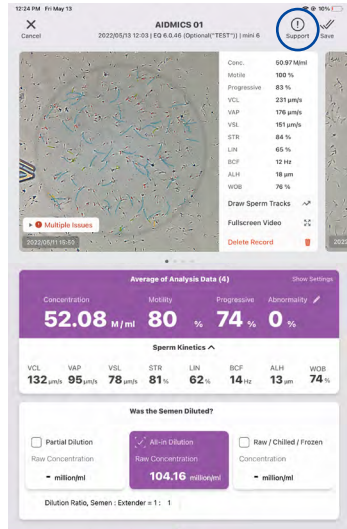 12:24 PM Fri May 13
10%
AIDMICS 01
Cancel
2022/05/13 12:03 | EQ 6.0.46 (Optional("TEST")) | mini 6
Support
Save
Conc. 50.97 M/ml
Motile 100 %
Progressive 83 %
VCL 231 μm/s
VAP 176 μm/s
VSL 151 μm/s
STR 84 %
LIN 65 %
BCF 12 Hz
ALH 18 μm
WOB 76 %
Draw Sperm Tracks
Fullscreen Video
Delete Record
Multiple Issues
2022/05/11 15:50
2022
Average of Analysis Data (4)
Show Settings
Concentration Motility Progressive Abnormality
52.08 M / ml 80 % 74 % 0 %
Sperm Kinetics
VCL VAP VSL STR LIN BCF ALH WOB
132 μm/s 95 μm/s 78 μm/s 81 % 62 % 14 Hz 13 μm 74 %
Was the Semen Diluted?
Partial Dilution All-in Dilution Raw / Chilled / Frozen
Raw Concentration Raw Concentration Concentration
- million/ml 104.16 million/ml - million/ml
Dilution Ratio, Semen : Extender = 1 : 1